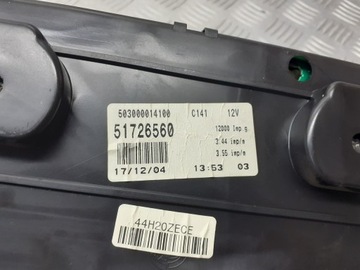 503000014100 C141 12V
51726560
12000 Imp g.
3.44 imp/m
3.55 imp/m
17/12/04 13:53 03
44H20ZECE